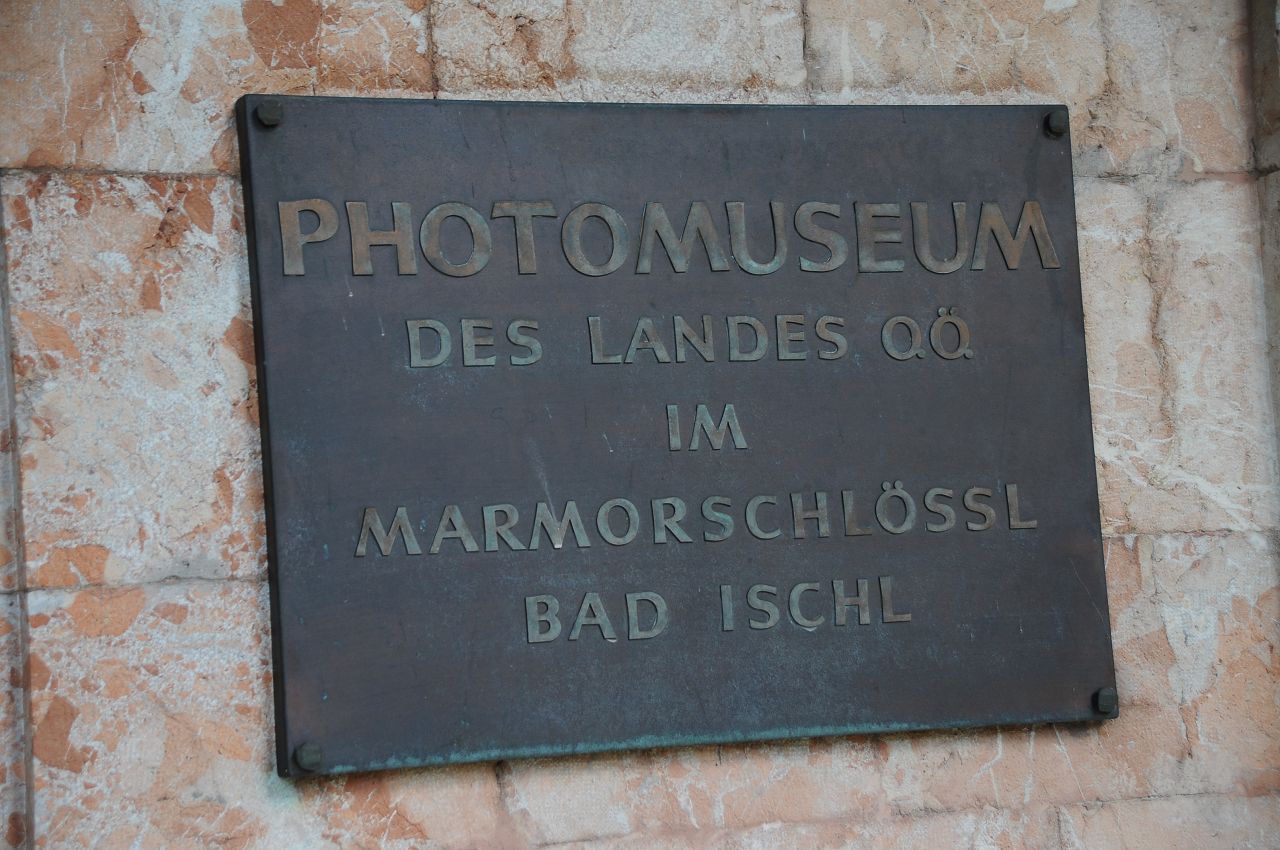 PHOTOMUSEUM
DES LANDES O.Ö.
IM
MARMORSCHLÖSSL
BAD ISCHL